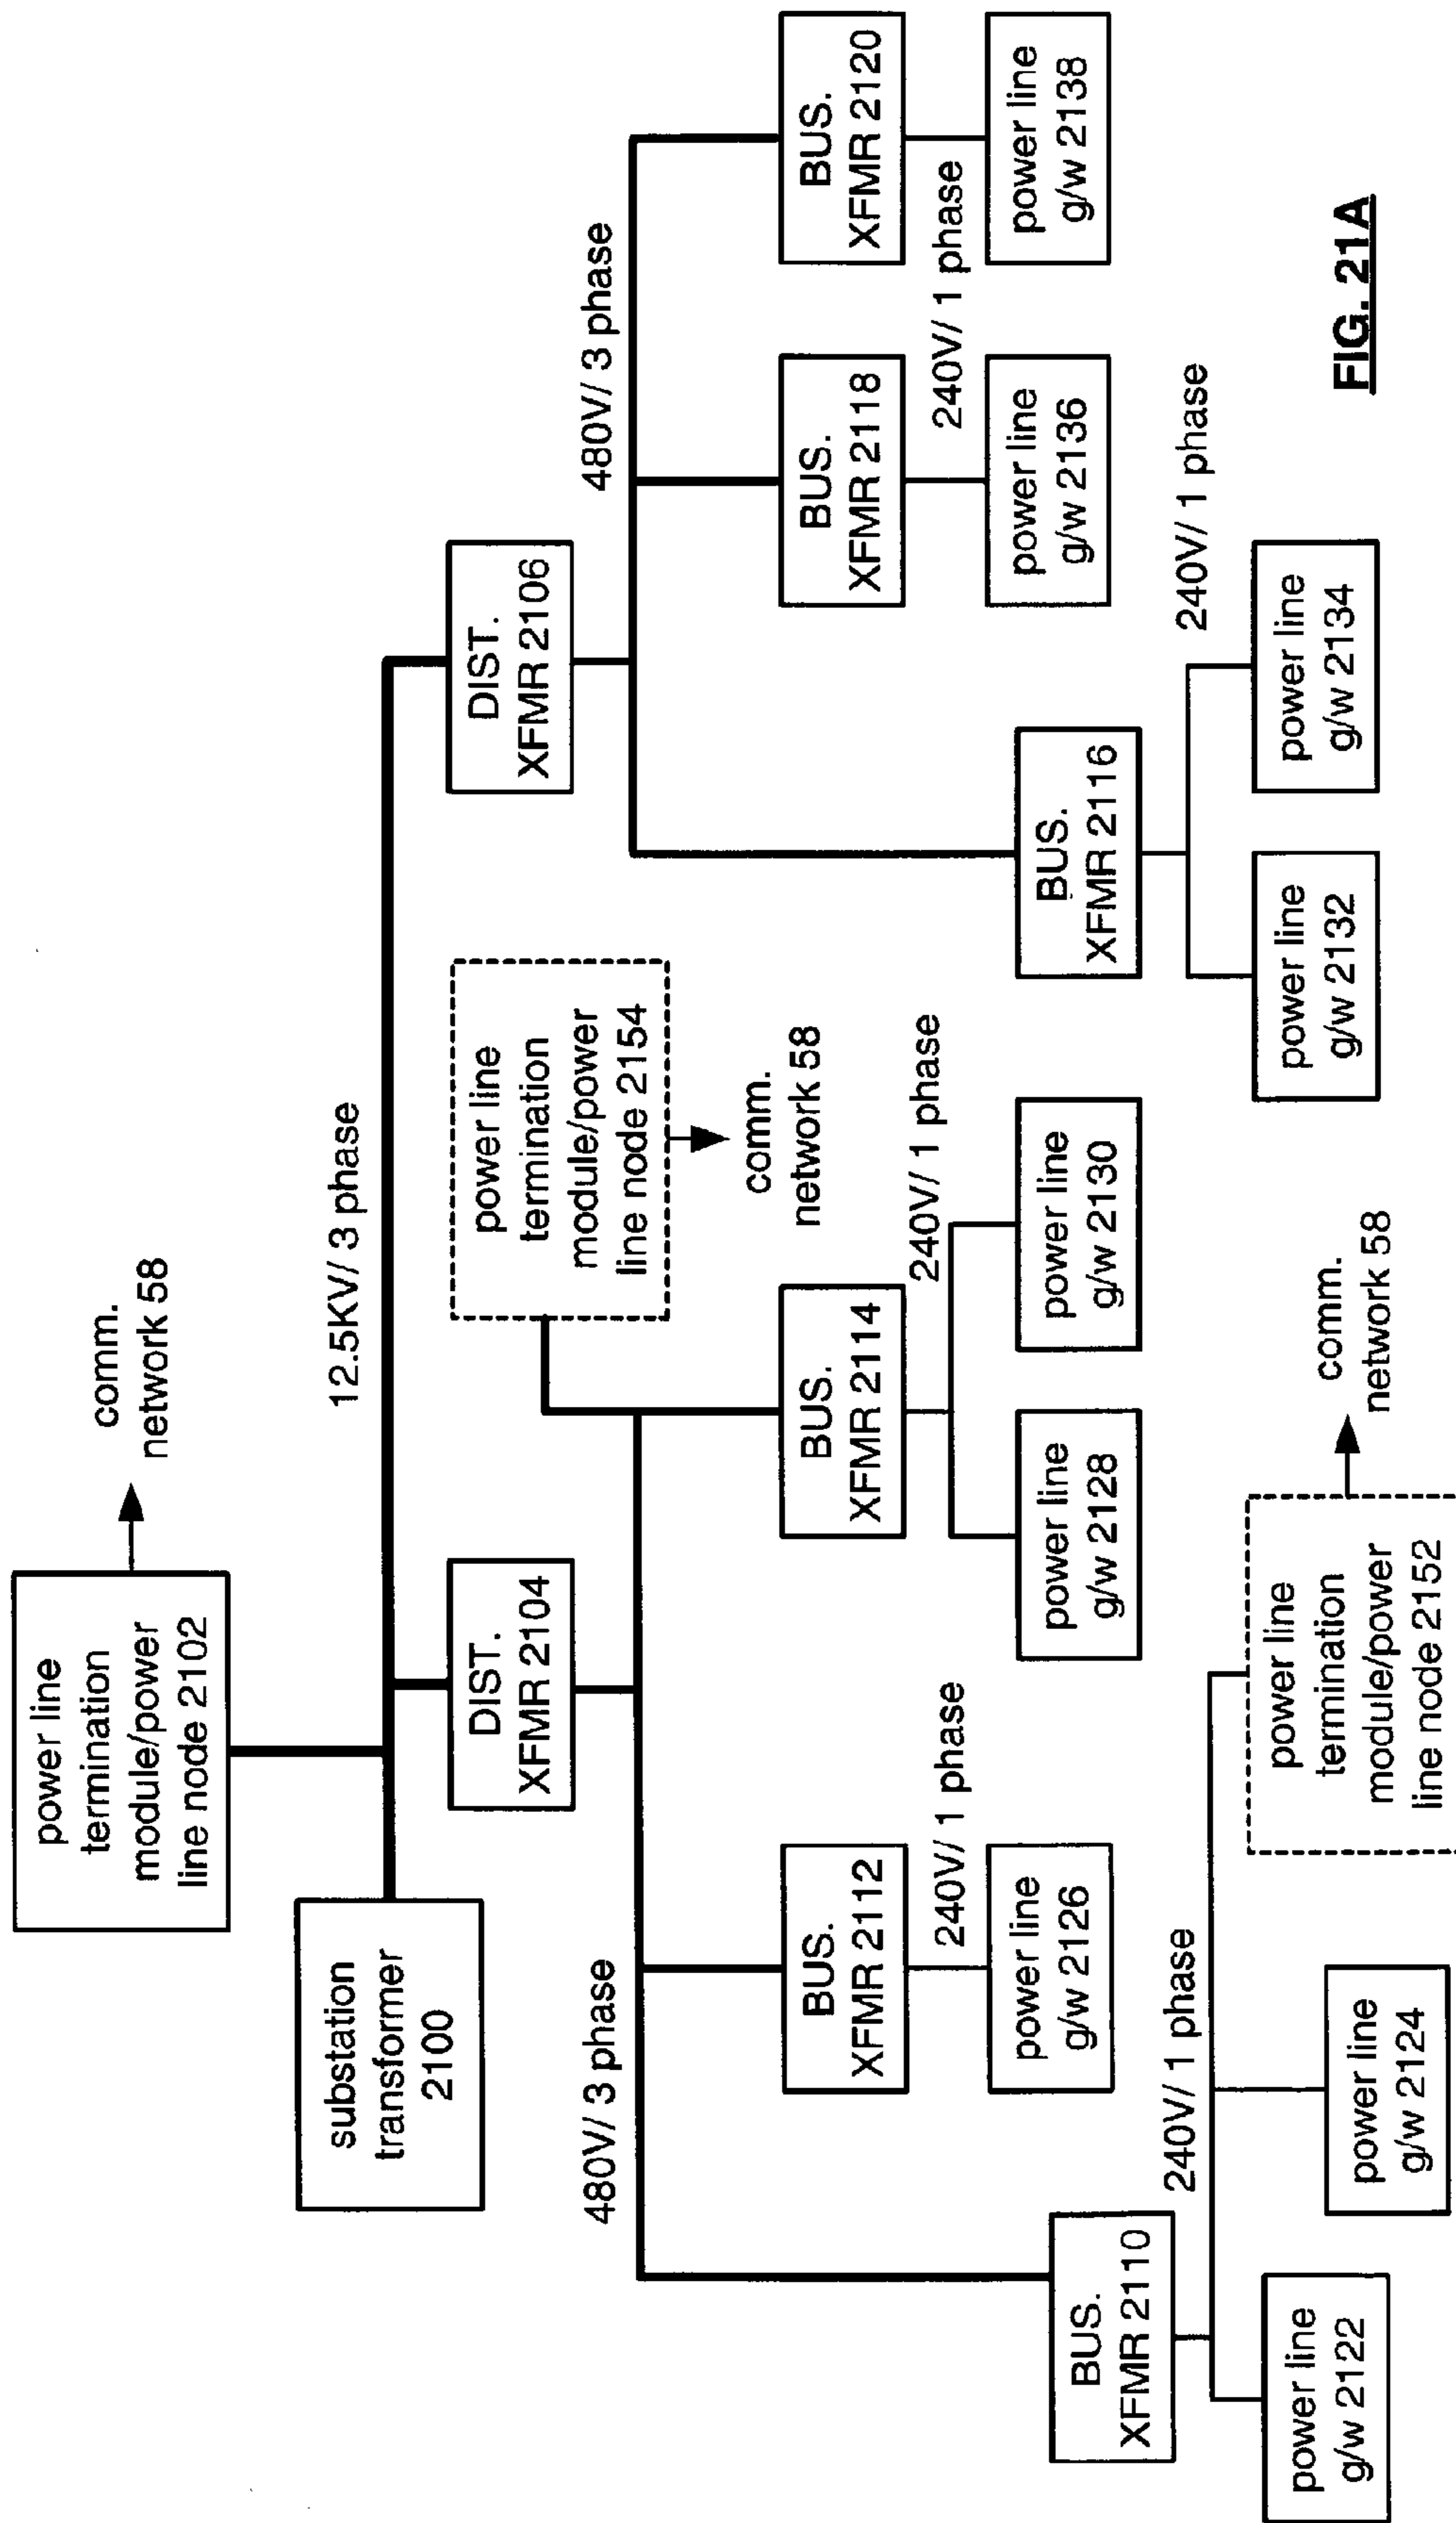 power line
termination
module/power
line node 2102
comm.
network 58
substation
transformer
2100
12.5KV/ 3 phase
DIST.
XFMR 2104
DIST.
XFMR 2106
power line
termination
module/power
line node 2154
comm.
network 58
480V/ 3 phase
480V/ 3 phase
BUS.
XFMR 2112
BUS.
XFMR 2114
BUS.
XFMR 2118
BUS.
XFMR 2120
240V/ 1 phase
240V/ 1 phase
240V/ 1 phase
power line
g/w 2126
power line
g/w 2128
power line
g/w 2130
power line
g/w 2136
power line
g/w 2138
BUS.
XFMR 2110
BUS.
XFMR 2116
240V/ 1 phase
240V/ 1 phase
power line
g/w 2122
power line
g/w 2124
power line
termination
module/power
line node 2152
comm.
network 58
power line
g/w 2132
power line
g/w 2134
FIG. 21A